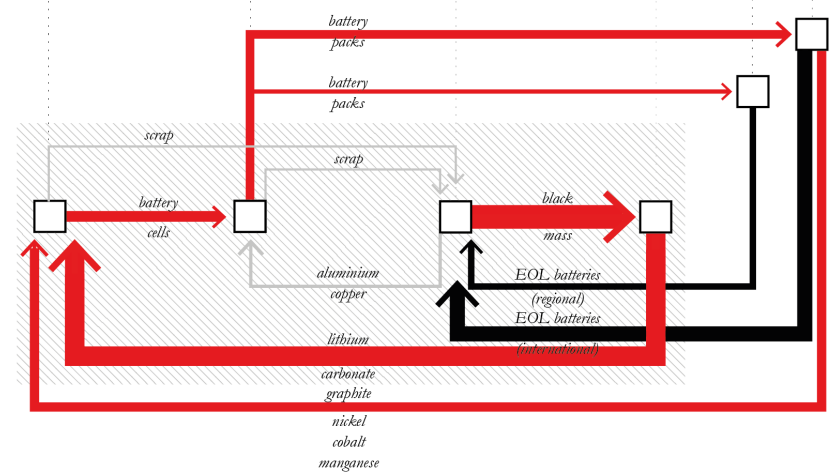 battery
packs
battery
packs
scrap
scrap
battery
cells
black
mass
aluminium
copper
EOL batteries
(regional)
EOL batteries
(international)
lithium
carbonate
graphite
nickel
cobalt
manganese